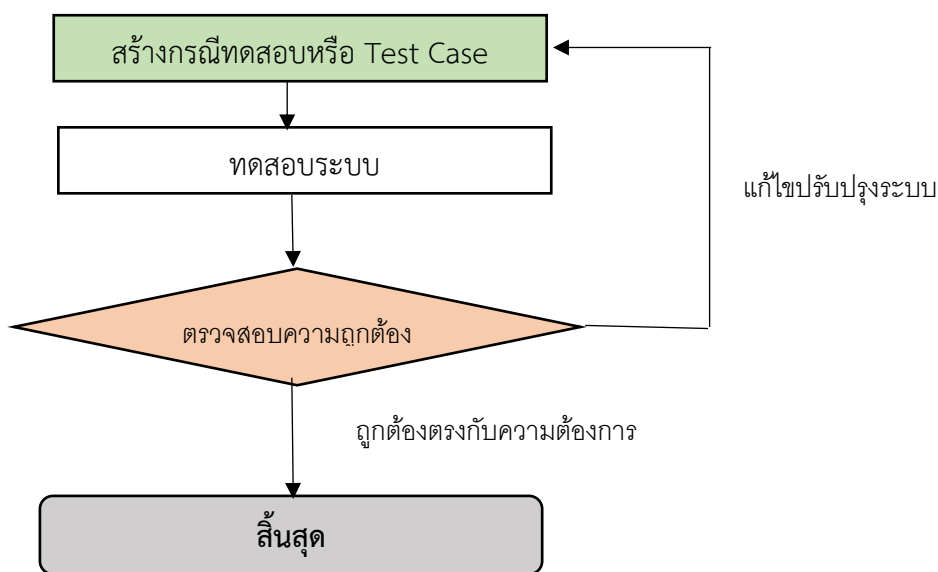 สร้างกรณีทดสอบหรือ Test Case
ทดสอบระบบ
แก้ไขปรับปรุงระบบ
ตรวจสอบความถูกต้อง
ถูกต้องตรงกับความต้องการ
สิ้นสุด